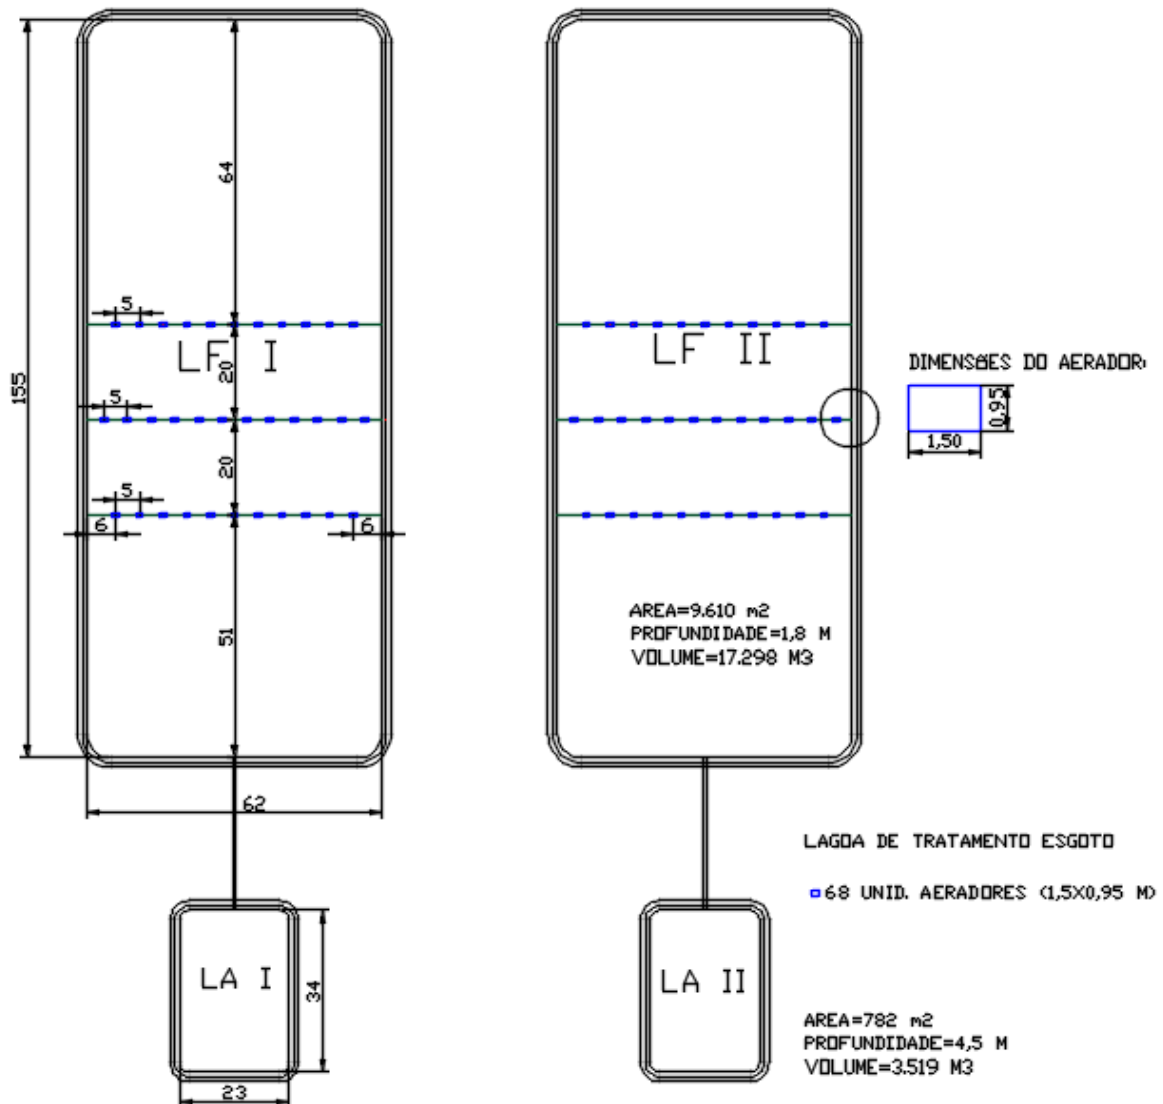 64
5
LF I
LF II
20
DIMENSÕES DO AERADOR
155
5
0,95
1,50
20
5
6
6
51
AREA=9.610 m2
PROFUNDIDADE=1,8 M
VOLUME=17.298 M3
62
LAGOA DE TRATAMENTO ESGOTO
68 UNID. AERADORES (1,5X0,95 M)
LA I
34
LA II
AREA=782 m2
PROFUNDIDADE=4,5 M
VOLUME=3.519 M3
23